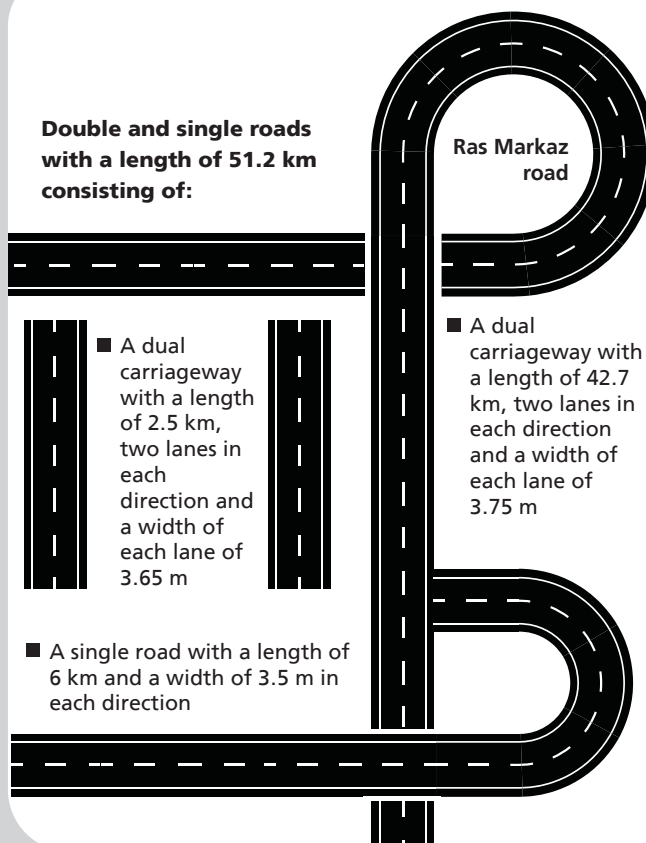 Double and single roads
with a length of 51.2 km
consisting of:
Ras Markaz
road
■ A dual
carriageway
with a length
of 2.5 km,
two lanes in
each
direction and
a width of
each lane of
3.65 m
■ A dual
carriageway with
a length of 42.7
km, two lanes in
each direction
and a width of
each lane of
3.75 m
■ A single road with a length of
6 km and a width of 3.5 m in
each direction